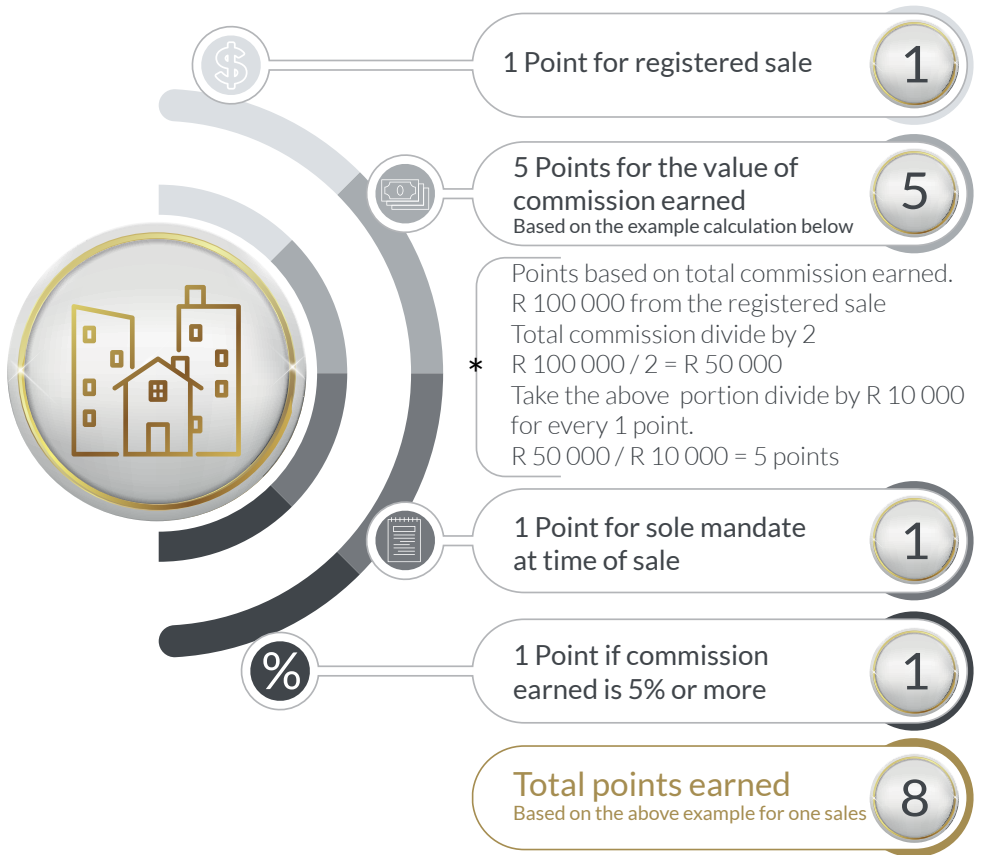 $
1 Point for registered sale
1
5 Points for the value of
commission earned
Based on the example calculation below
0
5
Points based on total commission earned.
R 100 000 from the registered sale
Total commission divide by 2
* R 100 000 / 2 = R 50 000
Take the above portion divide by R 10 000
for every 1 point.
R 50 000 / R 10 000 = 5 points
1 Point for sole mandate
at time of sale
1
%
1 Point if commission
earned is 5% or more
1
Total points earned
Based on the above example for one sales
8